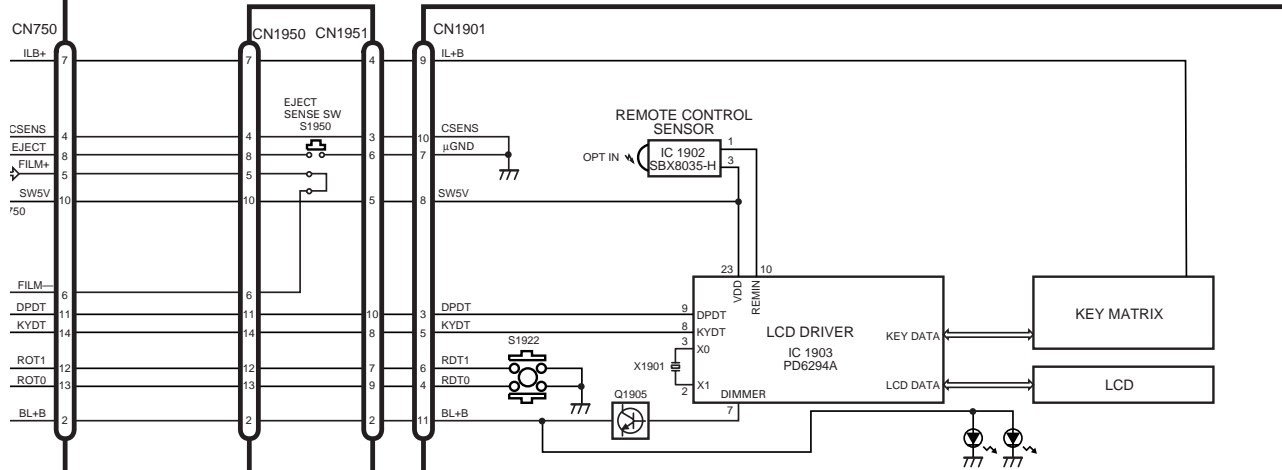 CN750
CN1950
CN1951
CN1901
ILB+
7
7
4
9
IL+B
EJECT
SENSE SW
S1950
REMOTE CONTROL
SENSOR
CSENS
4
4
3
10
CSENS
EJECT
8
8
6
7
µGND
OPT IN
IC 1902
SBX8035-H
1
3
FILM+
5
5
SW5V
10
10
5
8
SW5V
750
FILM—
6
6
23
10
VDD
REMIN
DPDT
11
11
10
3
DPDT
9
DPDT
KYDT
14
14
8
5
KYDT
8
KYDT
LCD DRIVER
IC 1903
PD6294A
KEY DATA
KEY MATRIX
S1922
3
X0
X1901
2
X1
ROT1
12
12
7
6
RDT1
ROT0
13
13
9
4
RDT0
LCD DATA
LCD
DIMMER
7
Q1905
BL+B
2
2
2
11
BL+B